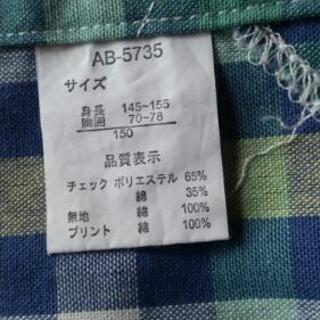 AB-5735
サイズ
身長 145~155
胸囲 70-78
150
品質表示
チェック ポリエステル 65%
綿 35%
無地 綿 100%
プリント 綿 100%